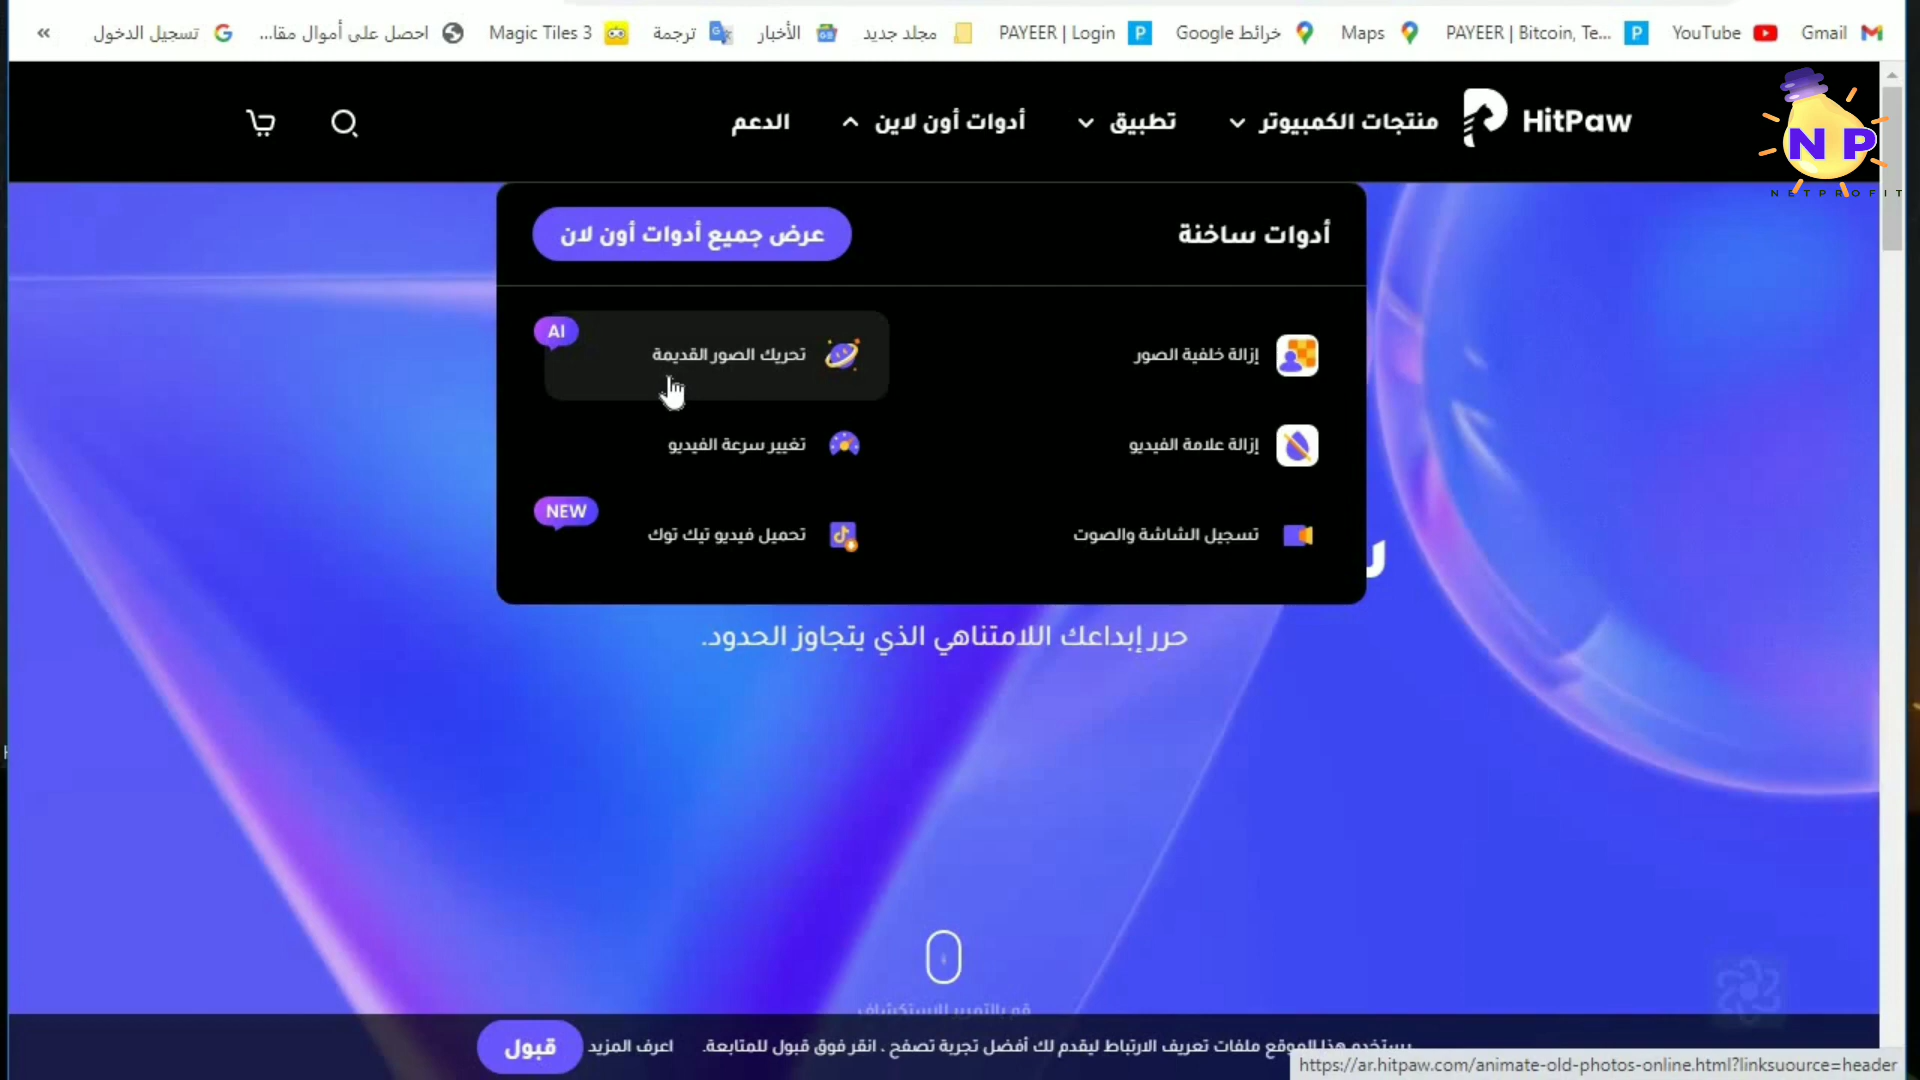 Gmail
YouTube
PAYEER | Bitcoin, Te...
Maps
خرائط Google
PAYEER | Login
مجلد جديد
الأخبار
ترجمة
Magic Tiles 3
احصل على أموال مقا...
تسجيل الدخول
»
HitPaw
منتجات الكمبيوتر
تطبيق
أدوات أون لاين
الدعم
N P
NETPROFIT
أدوات ساخنة
عرض جميع أدوات أون لان
إزالة خلفية الصور
تحريك الصور القديمة
AI
إزالة علامة الفيديو
تغيير سرعة الفيديو
تسجيل الشاشة والصوت
تحميل فيديو تيك توك
NEW
حرر إبداعك اللامتناهي الذي يتجاوز الحدود.
قم بالتمرير للاستكشاف
يستخدم هذا الموقع ملفات تعريف الارتباط ليقدم لك أفضل تجربة تصفح . انقر فوق قبول للمتابعة.
اعرف المزيد
قبول
https://ar.hitpaw.com/animate-old-photos-online.html?linksuource=header